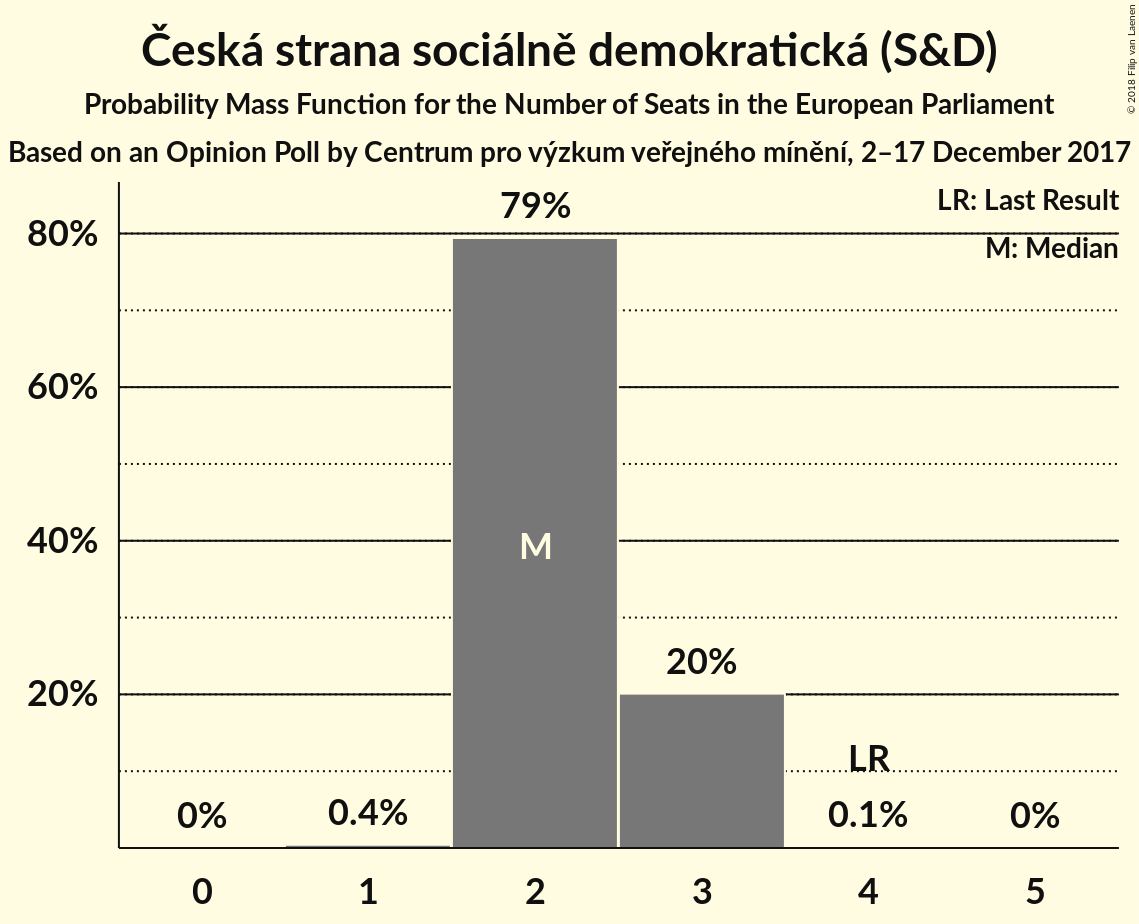 Česká strana sociálně demokratická (S&D)
Probability Mass Function for the Number of Seats in the European Parliament
Based on an Opinion Poll by Centrum pro výzkum veřejného mínění, 2–17 December 2017
© 2018 Filip van Laenen
LR: Last Result
M: Median
80%
60%
40%
20%
79%
M
20%
LR
0%
0.4%
0.1%
0%
0 1 2 3 4 5